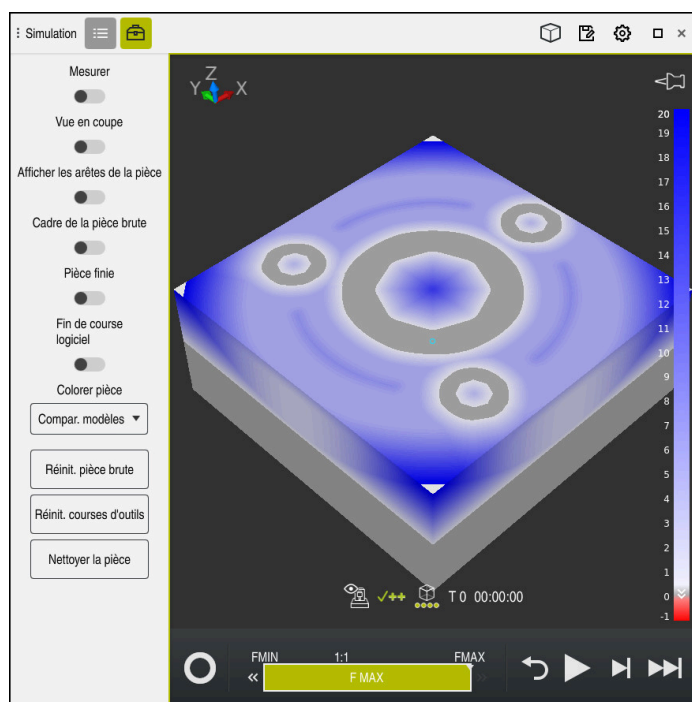 Simulation
Mesurer
Vue en coupe
Afficher les arêtes de la pièce
Cadre de la pièce brute
Pièce finie
Fin de course
logiciel
Colorer pièce
Compar. modèles
Réinit. pièce brute
Réinit. courses d'outils
Nettoyer la pièce
Z
Y X
20
19
18
17
16
15
14
13
12
11
10
9
8
7
6
5
4
3
2
1
0
-1
T 0 00:00:00
FMIN 1:1 FMAX
F MAX